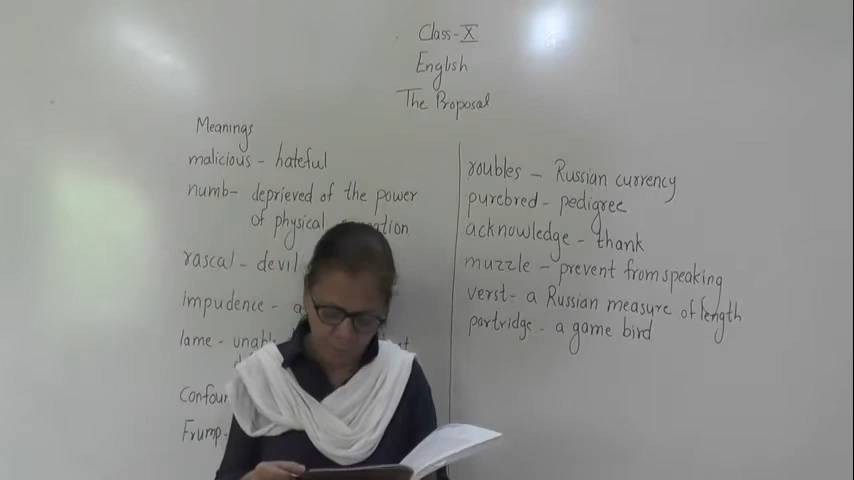 Class-X
English
The Proposal
Meanings
malicious - hateful
numb- deprieved of the power
of physical
rascal - devil
impudence - a
lame -
Frump-
roubles - Russian currency
purebred - pedigree
acknowledge - thank
muzzle - prevent from speaking
verst- a Russian measure of length
partridge - a game bird